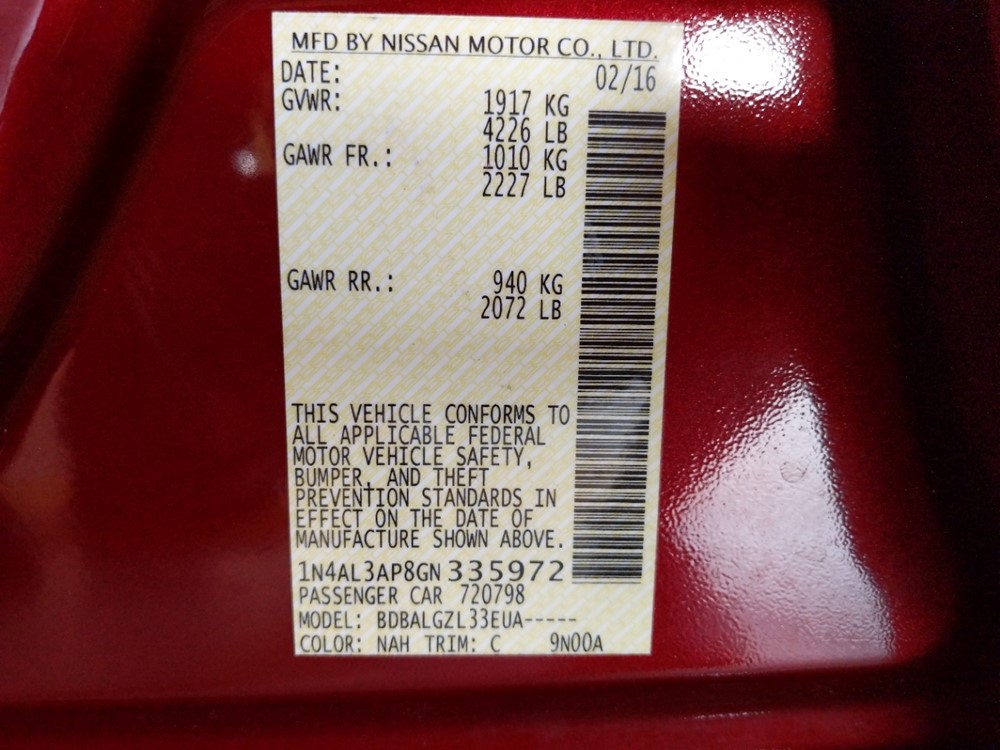 MFD BY NISSAN MOTOR CO., LTD.
DATE: 02/16
GVWR: 1917 KG
4226 LB
GAWR FR.: 1010 KG
2227 LB
GAWR RR.: 940 KG
2072 LB
THIS VEHICLE CONFORMS TO
ALL APPLICABLE FEDERAL
MOTOR VEHICLE SAFETY,
BUMPER, AND THEFT
PREVENTION STANDARDS IN
EFFECT ON THE DATE OF
MANUFACTURE SHOWN ABOVE.
1N4AL3AP8GN 335972
PASSENGER CAR 720798
MODEL: BDBALGZL33EUA-----
COLOR: NAH TRIM: C 9N00A